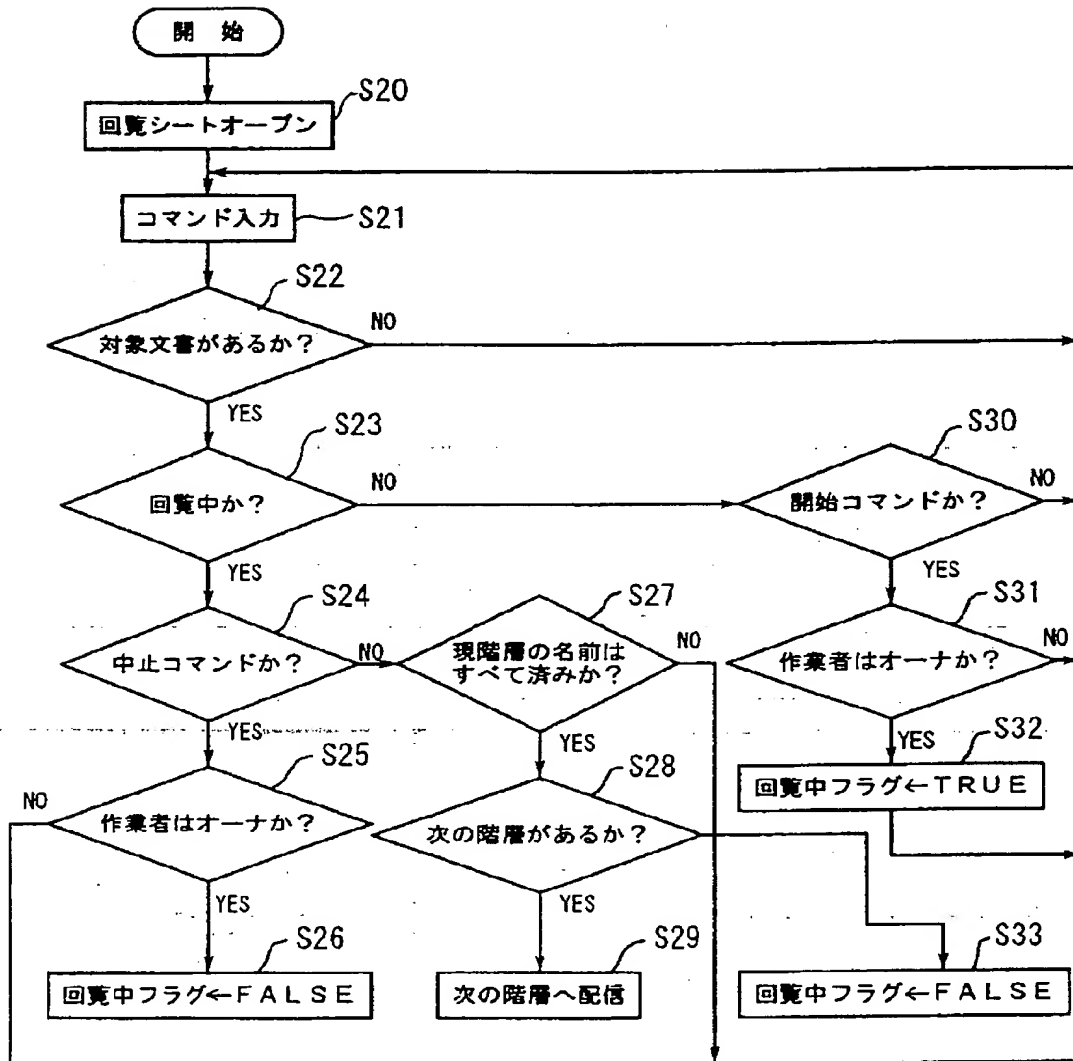 開 始
S20
回覧シートオープン
コマンド入力
S21
S22
対象文書があるか?
NO
YES
S23
回覧中か?
NO
S30
開始コマンドか?
NO
YES
YES
S24
中止コマンドか?
NO
S27
現階層の名前は
すべて済みか?
NO
S31
作業者はオーナか?
NO
YES
YES
YES
S25
NO
作業者はオーナか?
S28
次の階層があるか?
S32
回覧中フラグ←TRUE
YES
YES
S26
回覧中フラグ←FALSE
S29
次の階層へ配信
S33
回覧中フラグ←FALSE